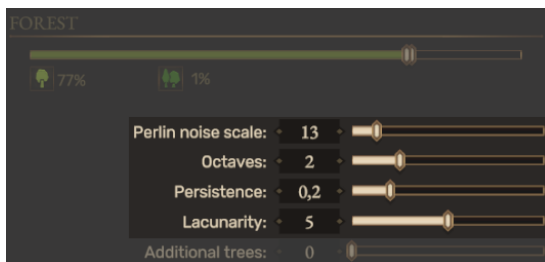 FOREST
77% 1%
Perlin noise scale: 13
Octaves: 2
Persistence: 0,2
Lacunarity: 5
Additional trees: 0